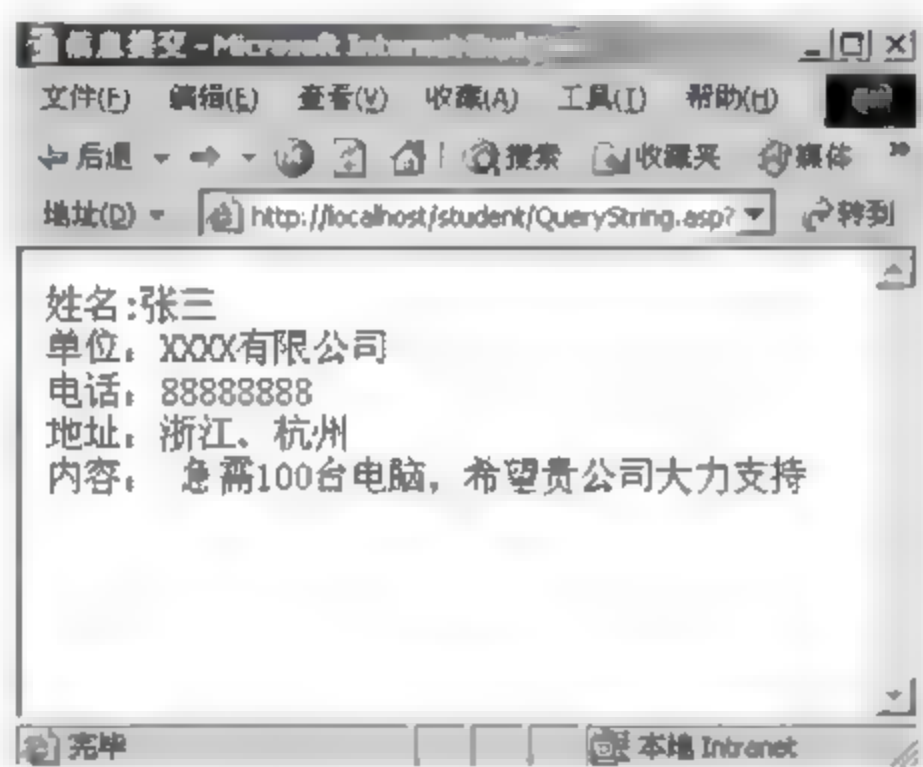 信息提交 - Microsoft Internet Explorer
文件(F) 编辑(E) 查看(V) 收藏(A) 工具(T) 帮助(H)
后退 搜索 收藏夹 媒体 »
地址(D) http://localhost/student/QueryString.asp? 转到
姓名:张三
单位：XXXX有限公司
电话：88888888
地址：浙江、杭州
内容： 急需100台电脑，希望贵公司大力支持
完毕 本地 Intranet